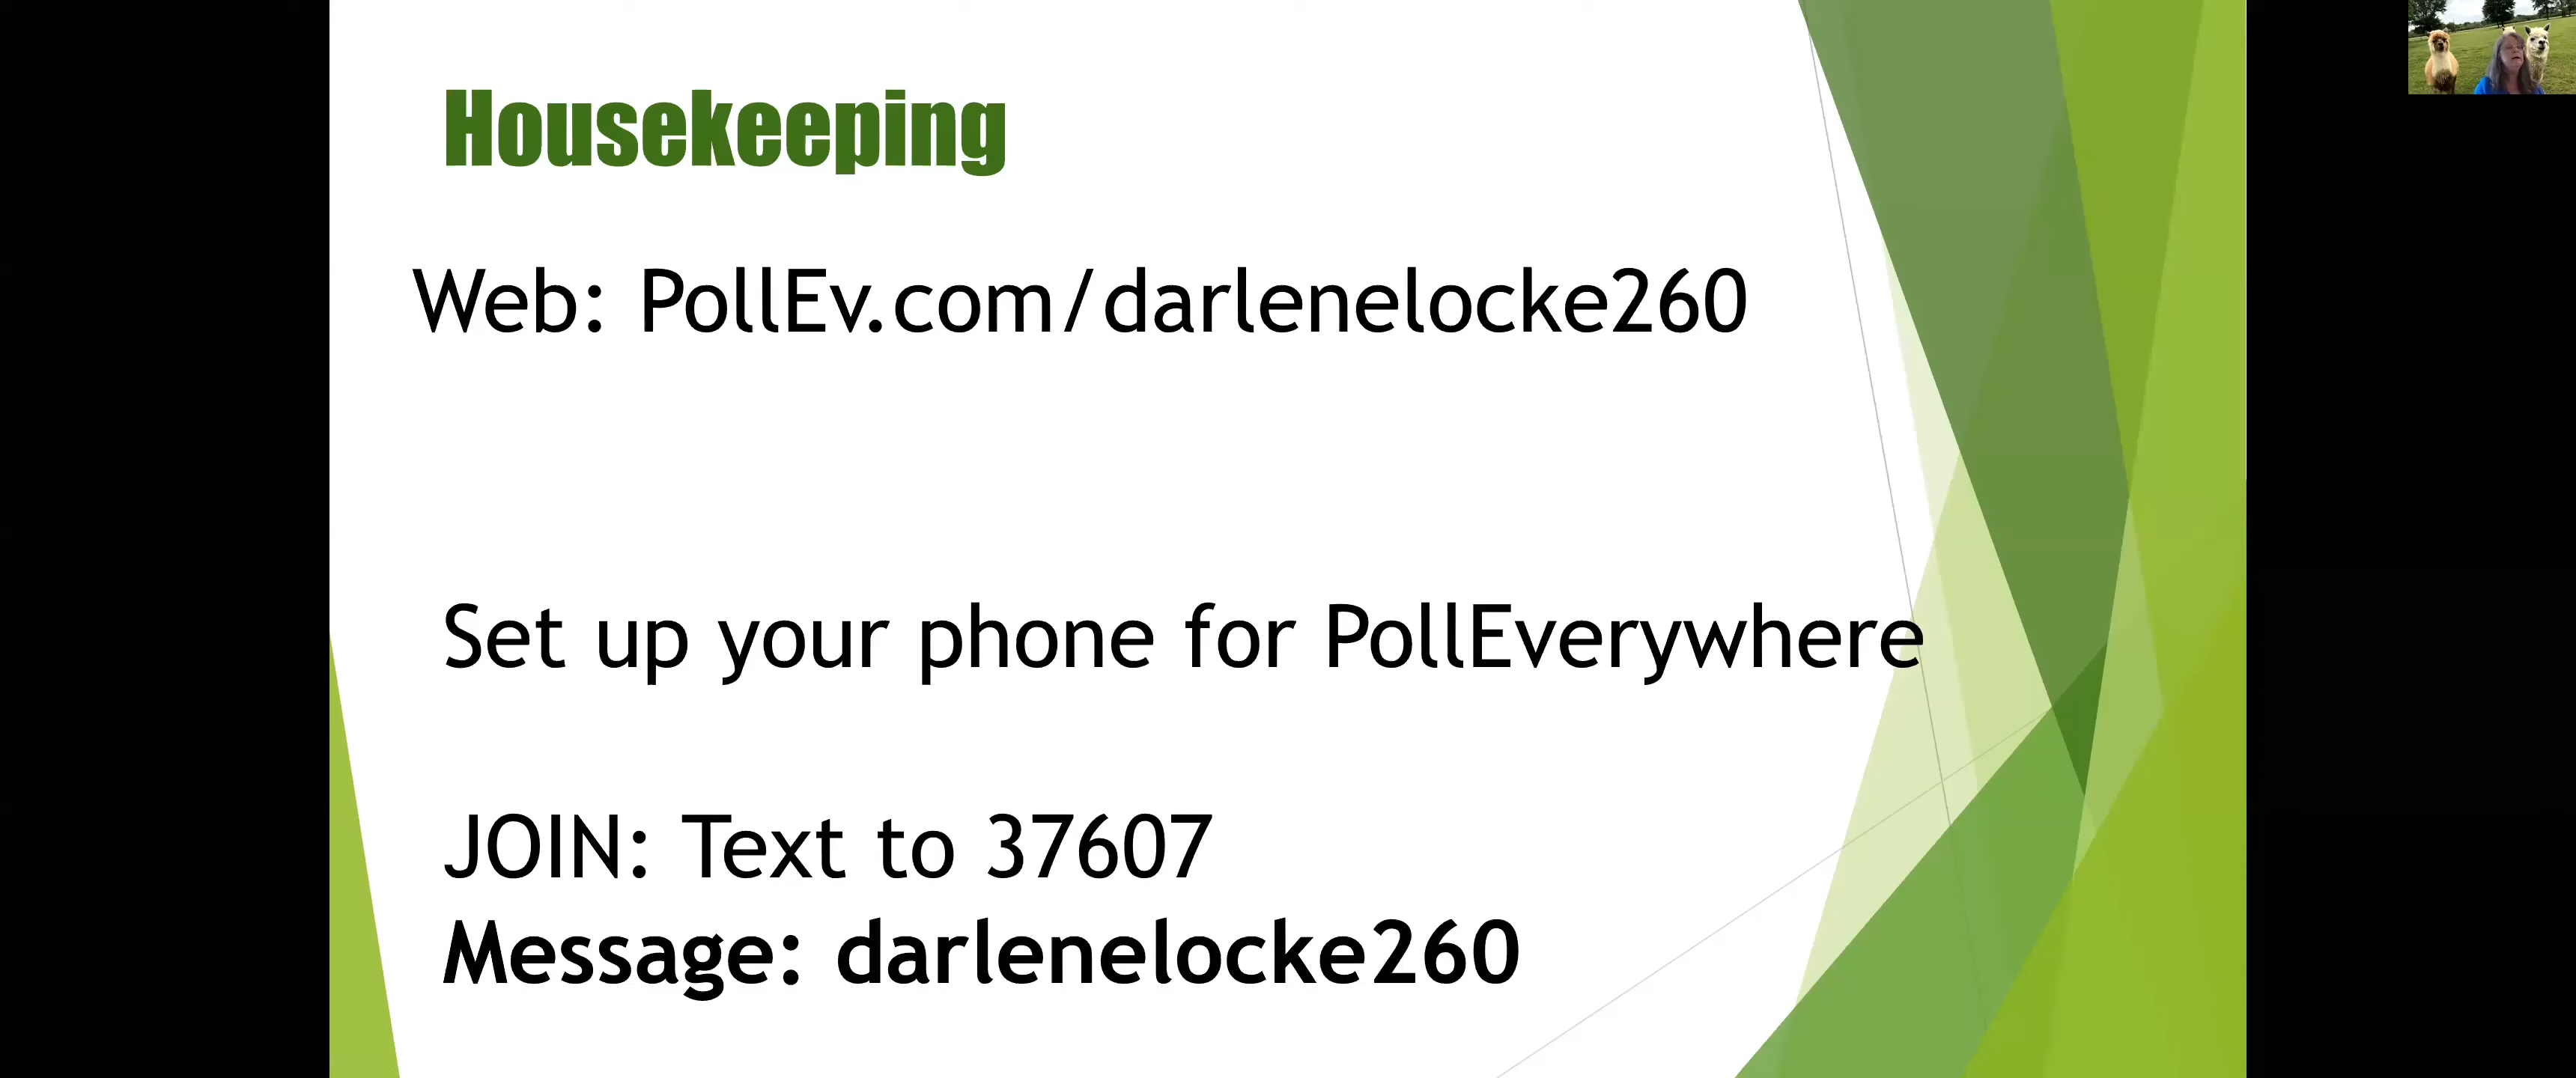 Housekeeping
Web: PollEv.com/darlenelocke260
Set up your phone for PollEverywhere
JOIN: Text to 37607
Message: darlenelocke260